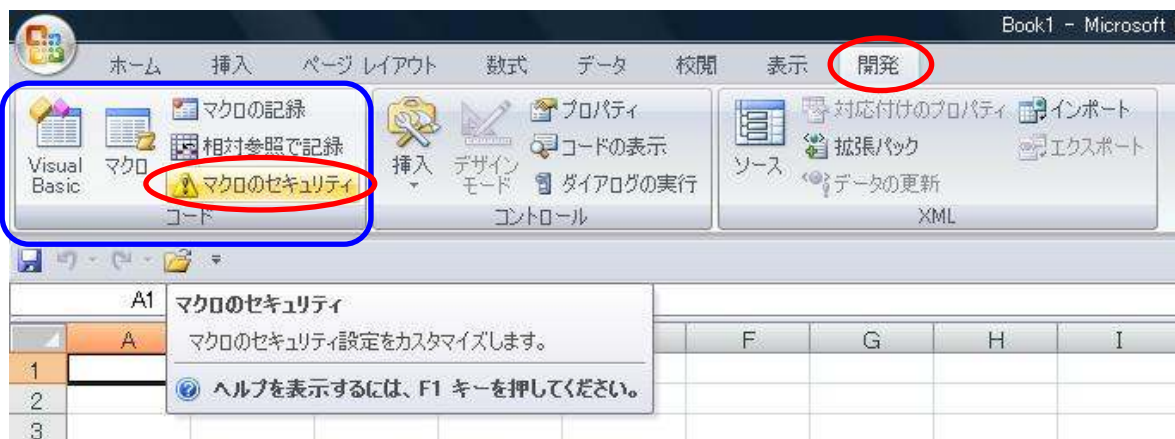 Book1 - Microsoft
ホーム 挿入 ページ レイアウト 数式 データ 校閲 表示 開発
Visual Basic
マクロ
マクロの記録
相対参照で記録
マクロのセキュリティ
コード
挿入
デザイン モード
プロパティ
コードの表示
ダイアログの実行
コントロール
ソース
対応付けのプロパティ
拡張パック
データの更新
インポート
エクスポート
XML
A1
マクロのセキュリティ
マクロのセキュリティ設定をカスタマイズします。
ヘルプを表示するには、F1 キーを押してください。
A F G H I
1
2
3